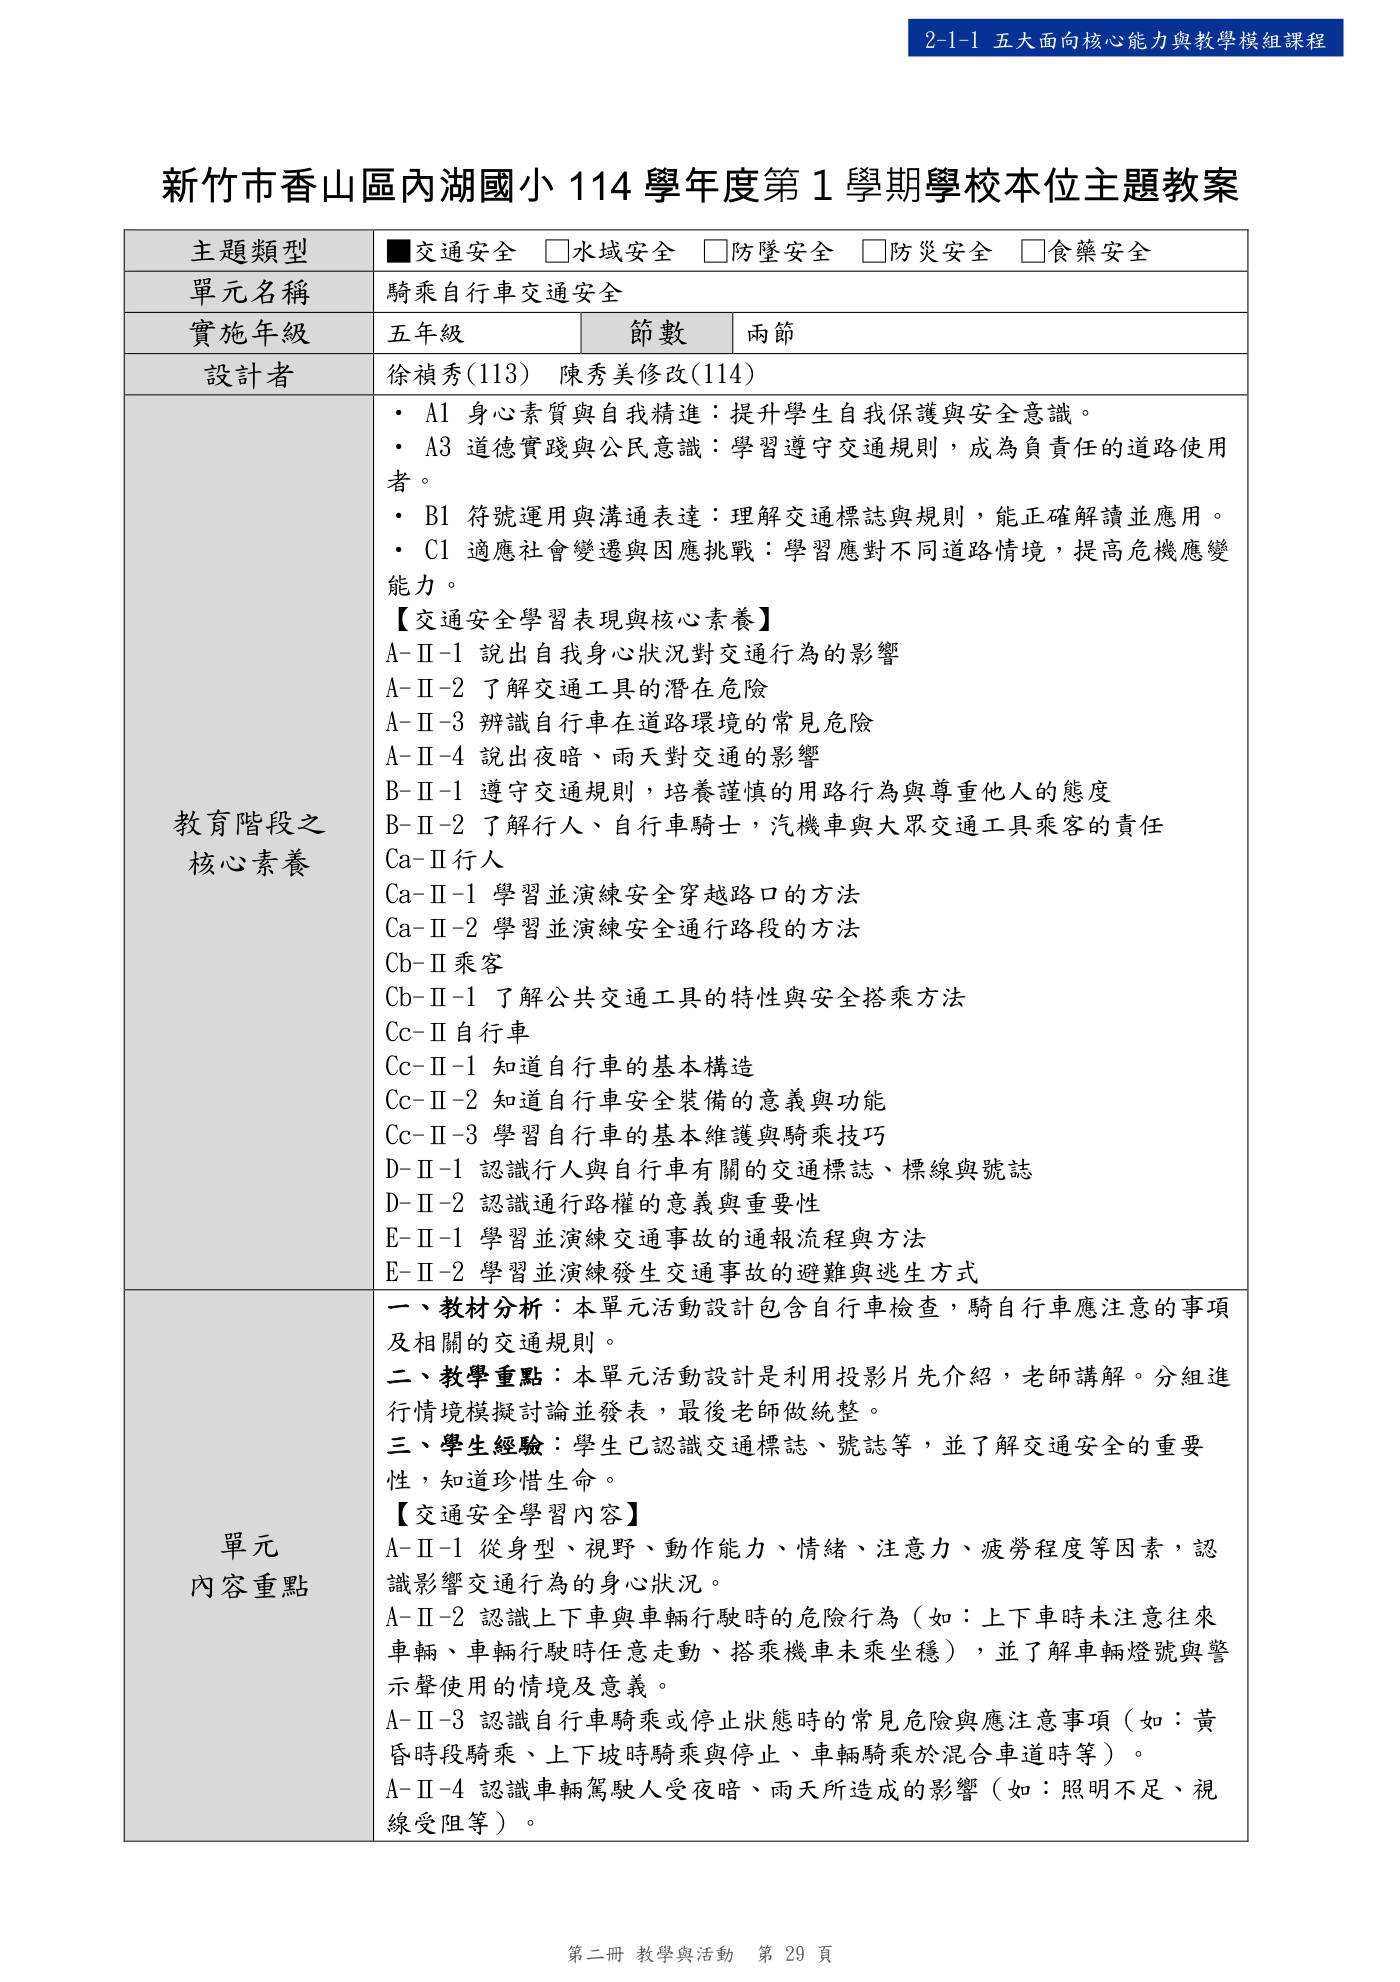 2-1-1 五大面向核心能力與教學模組課程
新竹市香山區內湖國小 114 學年度第 1 學期學校本位主題教案
主題類型 ■交通安全 □水域安全 □防墜安全 □防災安全 □食藥安全
單元名稱 騎乘自行車交通安全
實施年級 五年級 節數 兩節
設計者 徐禎秀(113) 陳秀美修改(114)
教育階段之
核心素養
• A1 身心素質與自我精進：提升學生自我保護與安全意識。
• A3 道德實踐與公民意識：學習遵守交通規則，成為負責任的道路使用
者。
• B1 符號運用與溝通表達：理解交通標誌與規則，能正確解讀並應用。
• C1 適應社會變遷與因應挑戰：學習應對不同道路情境，提高危機應變
能力。
【交通安全學習表現與核心素養】
A-Ⅱ-1 說出自我身心狀況對交通行為的影響
A-Ⅱ-2 了解交通工具的潛在危險
A-Ⅱ-3 辨識自行車在道路環境的常見危險
A-Ⅱ-4 說出夜暗、雨天對交通的影響
B-Ⅱ-1 遵守交通規則，培養謹慎的用路行為與尊重他人的態度
B-Ⅱ-2 了解行人、自行車騎士，汽機車與大眾交通工具乘客的責任
Ca-Ⅱ行人
Ca-Ⅱ-1 學習並演練安全穿越路口的方法
Ca-Ⅱ-2 學習並演練安全通行路段的方法
Cb-Ⅱ乘客
Cb-Ⅱ-1 了解公共交通工具的特性與安全搭乘方法
Cc-Ⅱ自行車
Cc-Ⅱ-1 知道自行車的基本構造
Cc-Ⅱ-2 知道自行車安全裝備的意義與功能
Cc-Ⅱ-3 學習自行車的基本維護與騎乘技巧
D-Ⅱ-1 認識行人與自行車有關的交通標誌、標線與號誌
D-Ⅱ-2 認識通行路權的意義與重要性
E-Ⅱ-1 學習並演練交通事故的通報流程與方法
E-Ⅱ-2 學習並演練發生交通事故的避難與逃生方式
單元
內容重點
一、教材分析：本單元活動設計包含自行車檢查，騎自行車應注意的事項
及相關的交通規則。
二、教學重點：本單元活動設計是利用投影片先介紹，老師講解。分組進
行情境模擬討論並發表，最後老師做統整。
三、學生經驗：學生已認識交通標誌、號誌等，並了解交通安全的重要
性，知道珍惜生命。
【交通安全學習內容】
A-Ⅱ-1 從身型、視野、動作能力、情緒、注意力、疲勞程度等因素，認
識影響交通行為的身心狀況。
A-Ⅱ-2 認識上下車與車輛行駛時的危險行為（如：上下車時未注意往來
車輛、車輛行駛時任意走動、搭乘機車未乘坐穩），並了解車輛燈號與警
示聲使用的情境及意義。
A-Ⅱ-3 認識自行車騎乘或停止狀態時的常見危險與應注意事項（如：黃
昏時段騎乘、上下坡時騎乘與停止、車輛騎乘於混合車道時等）。
A-Ⅱ-4 認識車輛駕駛人受夜暗、雨天所造成的影響（如：照明不足、視
線受阻等）。
第二冊 教學與活動 第 29 頁